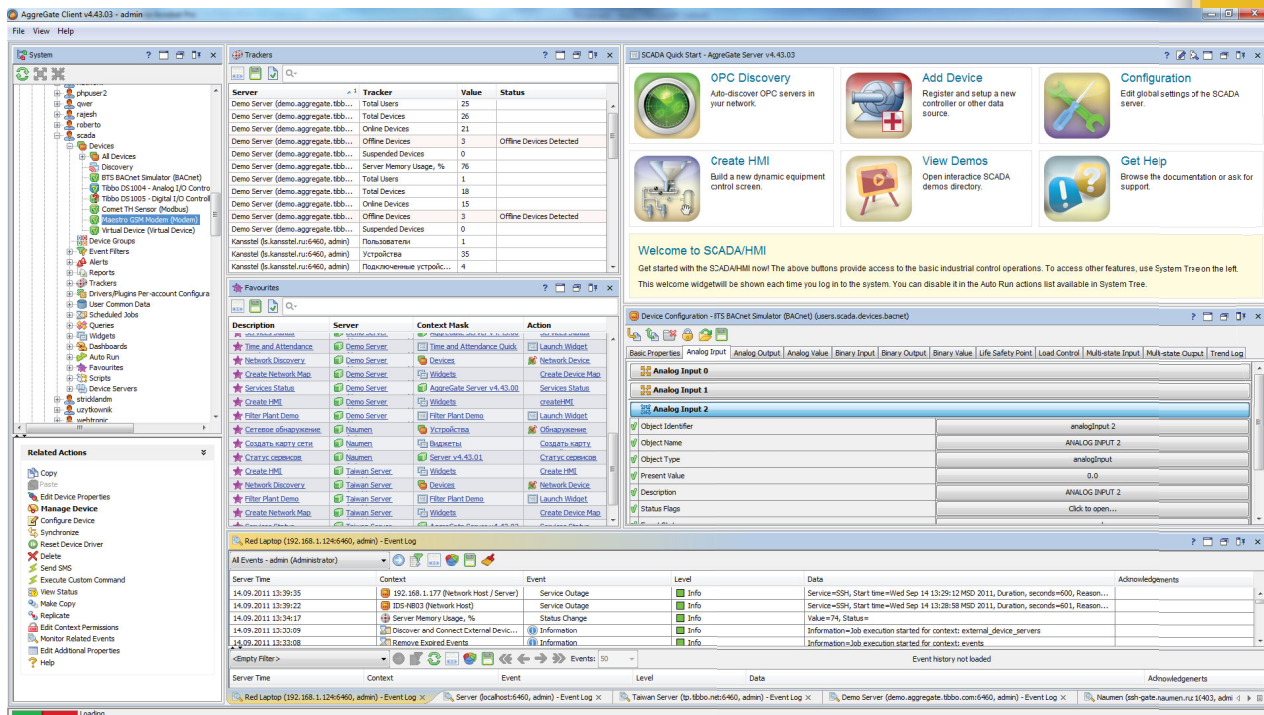 AggreGate Client v4.43.03 - admin
File View Help
System
phpuser2
qwer
rajesh
roberto
scada
Devices
All Devices
Discovery
BTS BACnet Simulator (BACnet)
Tibbo DS1004 - Analog I/O Contro
Tibbo DS1005 - Digital I/O Controll
Comet TH Sensor (Modbus)
Maestro GSM Modem (Modem)
Virtual Device (Virtual Device)
Device Groups
Event Filters
Alerts
Reports
Trackers
Drivers/Plugins Per-account Configura
User Common Data
Scheduled Jobs
Queries
Widgets
Dashboards
Auto Run
Favourites
Scripts
Device Servers
stricklandm
uzytkownik
webtronic
Related Actions
Copy
Paste
Edit Device Properties
Manage Device
Configure Device
Synchronize
Reset Device Driver
Delete
Send SMS
Execute Custom Command
View Status
Make Copy
Replicate
Edit Context Permissions
Monitor Related Events
Edit Additional Properties
Help
Trackers
Server 1 Tracker Value Status
Demo Server (demo.aggregate.tibb... Total Users 25
Demo Server (demo.aggregate.tibb... Total Devices 26
Demo Server (demo.aggregate.tibb... Online Devices 21
Demo Server (demo.aggregate.tibb... Offline Devices 3 Offline Devices Detected
Demo Server (demo.aggregate.tibb... Suspended Devices 0
Demo Server (demo.aggregate.tibb... Server Memory Usage, % 76
Demo Server (demo.aggregate.tibb... Total Users 1
Demo Server (demo.aggregate.tibb... Total Devices 18
Demo Server (demo.aggregate.tibb... Online Devices 15
Demo Server (demo.aggregate.tibb... Offline Devices 3 Offline Devices Detected
Demo Server (demo.aggregate.tibb... Suspended Devices 0
Kansstel (ls.kansstel.ru:6460, admin) Пользователи 1
Kansstel (ls.kansstel.ru:6460, admin) Устройства 35
Kansstel (ls.kansstel.ru:6460, admin) Подключенные устройс... 4
Favourites
Description Server Context Mask Action
Time and Attendance Demo Server Time and Attendance Quick Launch Widget
Network Discovery Demo Server Devices Network Device
Create Network Map Demo Server Widgets Create Device Map
Services Status Demo Server AggreGate Server v4.43.00 Services Status
Create HMI Demo Server Widgets createHMI
Filter Plant Demo Demo Server Filter Plant Demo Launch Widget
Сетевое обнаружение Naumen Устройства Обнаружение
Создать карту сети Naumen Виджеты Создать карту
Статус сервисов Naumen Server v4.43.01 Статус сервисов
Create HMI Taiwan Server Widgets Create HMI
Network Discovery Taiwan Server Devices Network Device
Filter Plant Demo Taiwan Server Filter Plant Demo Launch Widget
Create Network Map Taiwan Server Widgets Create Device Map
SCADA Quick Start - AgreGate Server v4.43.03
OPC Discovery
Auto-discover OPC servers in
your network.
Add Device
Register and setup a new
controller or other data
source.
Configuration
Edit global settings of the SCADA
server.
Create HMI
Build a new dynamic equipment
control screen.
View Demos
Open interactice SCADA
demos directory.
Get Help
Browse the documentation or ask for
support.
Welcome to SCADA/HMI
Get started with the SCADA/HMI now! The above buttons provide access to the basic industrial control operations. To access other features, use System Tree on the left.
This welcome widgetwill be shown each time you log in to the system. You can disable it in the Auto Run actions list available in System Tree.
Device Configuration - ITS BACnet Simulator (BACnet) (users.scada.devices.bacnet)
Basic Properties Analog Input Analog Output Analog Value Binary Input Binary Output Binary Value Life Safety Point Load Control Multi-state Input Multi-state Ouput Trend Log
Analog Input 0
Analog Input 1
Analog Input 2
Object Identifier analogInput 2
Object Name ANALOG INPUT 2
Object Type analogInput
Present Value 0.0
Description ANALOG INPUT 2
Status Flags Click to open...
Red Laptop (192.168.1.124:6460, admin) - Event Log
All Events - admin (Administrator)
Server Time Context Event Level Data Acknowledgements
14.09.2011 13:39:35 192.168.1.177 (Network Host / Server) Service Outage Info Service=SSH, Start time=Wed Sep 14 13:29:12 MSD 2011, Duration, seconds=600, Reason...
14.09.2011 13:39:22 IDS-NB03 (Network Host) Service Outage Info Service=SSH, Start time=Wed Sep 14 13:28:58 MSD 2011, Duration, seconds=601, Reason...
14.09.2011 13:34:17 Server Memory Usage, % Status Change Info Value=74, Status=
14.09.2011 13:33:09 Discover and Connect External Devic... Information Info Information=Job execution started for context: external_device_servers
14.09.2011 13:33:08 Remove Expired Events Information Info Information=Job execution started for context: events
<Empty Filter> Events: 50 Event history not loaded
Server Time Context Event Level Data Acknowledgenents
Red Laptop (192.168.1.124:6460, admin) - Event Log Server (localhost:6460, admin) - Event Log Taiwan Server (tp.tibbo.net:6460, admin) - Event Log Demo Server (demo.aggregate.tibbo.com:6460, admin) - Event Log Naumen (ssh-gate.naumen.ru:10403, admi
Loading